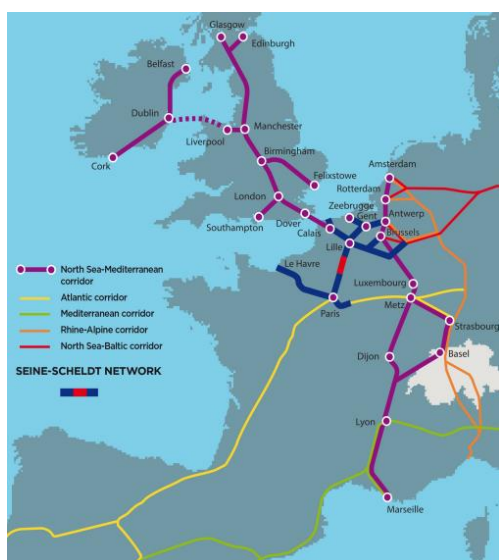 Glasgow
Edinburgh
Belfast
Dublin
Manchester
Liverpool
Birmingham
Cork
Amsterdam
Felixstowe
Rotterdam
London
Zeebrugge
Gent
Antwerp
Southampton
Dover
Calais
Brussels
Lille
Le Havre
Luxembourg
Paris
Metz
Strasbourg
Basel
Dijon
Lyon
Marseille
North Sea-Mediterranean
corridor
Atlantic corridor
Mediterranean corridor
Rhine-Alpine corridor
North Sea-Baltic corridor
SEINE-SCHELDT NETWORK